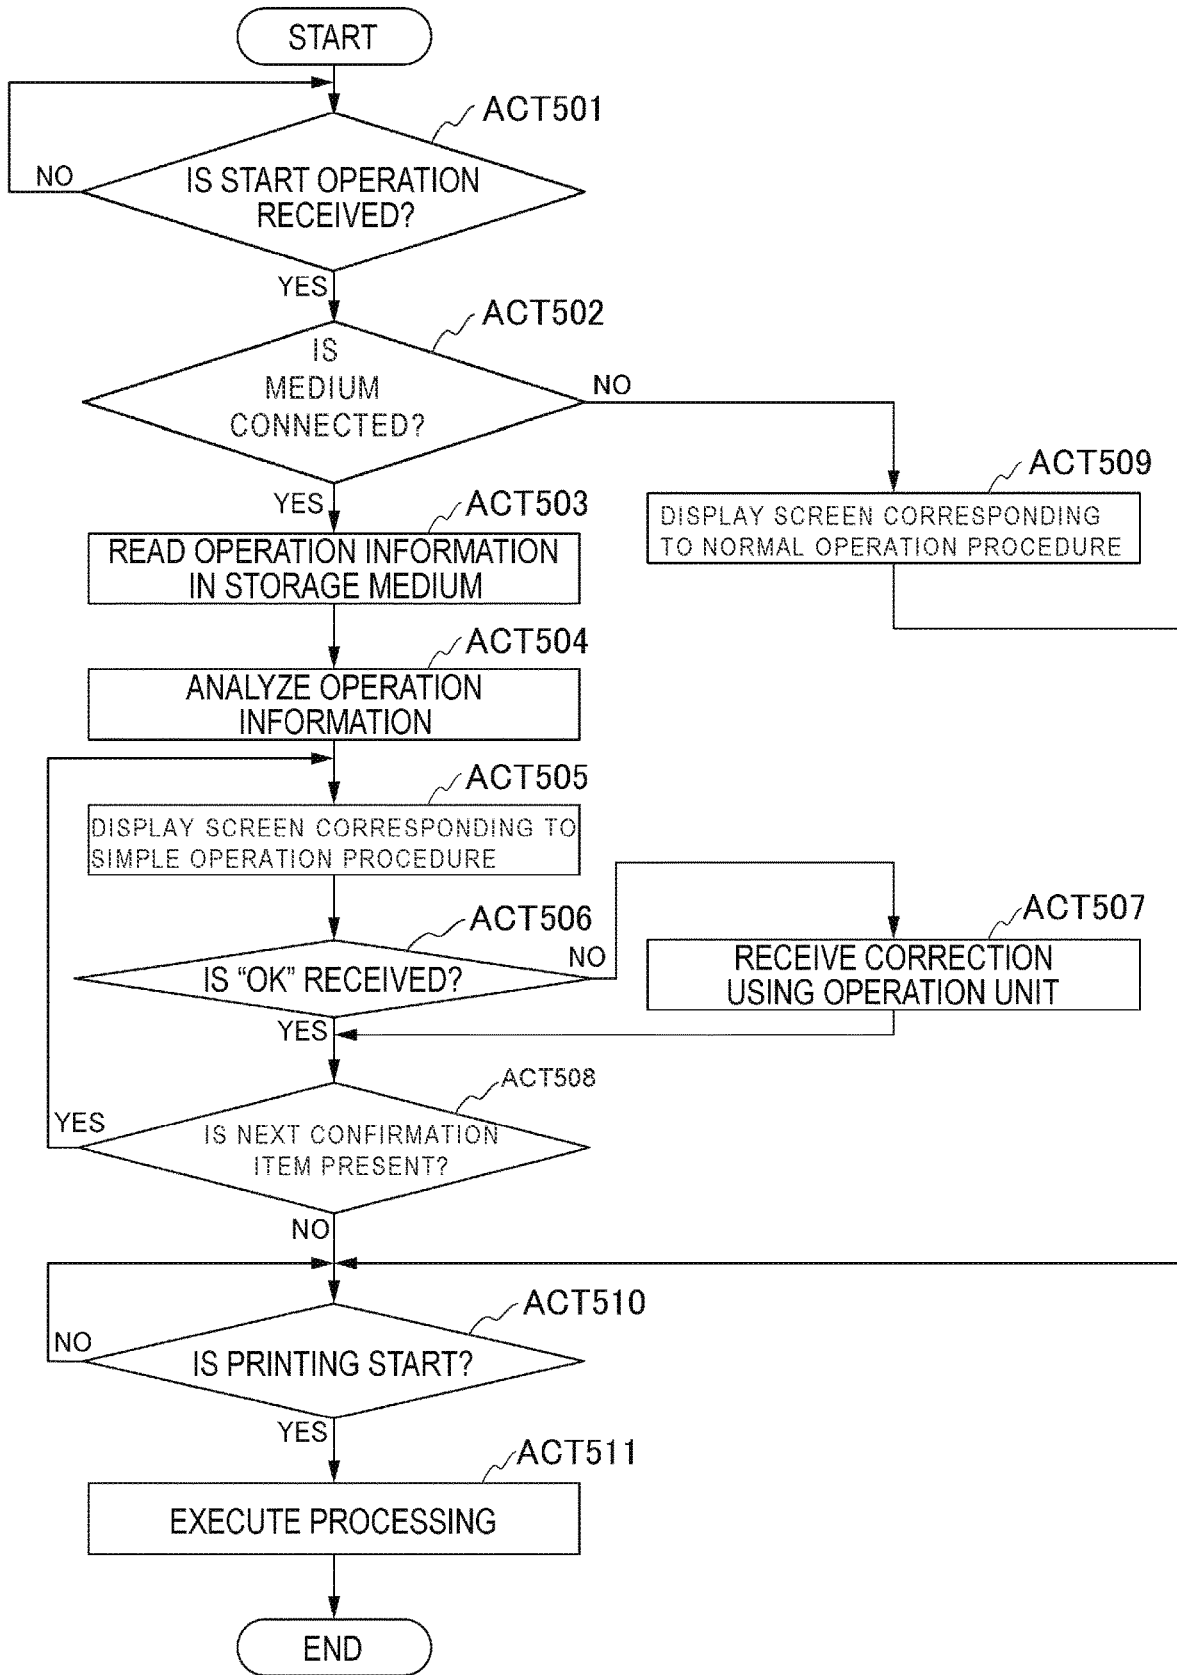 START
ACT501
NO
IS START OPERATION
RECEIVED?
YES
ACT502
IS
MEDIUM
CONNECTED?
NO
YES
ACT503
READ OPERATION INFORMATION
IN STORAGE MEDIUM
ACT509
DISPLAY SCREEN CORRESPONDING
TO NORMAL OPERATION PROCEDURE
ACT504
ANALYZE OPERATION
INFORMATION
ACT505
DISPLAY SCREEN CORRESPONDING TO
SIMPLE OPERATION PROCEDURE
ACT506
IS “OK” RECEIVED?
NO
ACT507
RECEIVE CORRECTION
USING OPERATION UNIT
YES
ACT508
YES
IS NEXT CONFIRMATION
ITEM PRESENT?
NO
ACT510
NO
IS PRINTING START?
YES
ACT511
EXECUTE PROCESSING
END